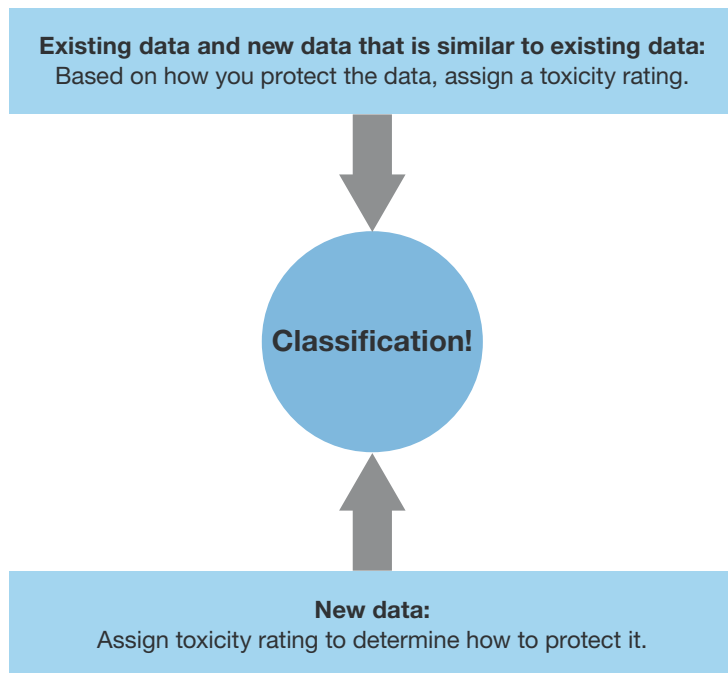 Existing data and new data that is similar to existing data:
Based on how you protect the data, assign a toxicity rating.
Classification!
New data:
Assign toxicity rating to determine how to protect it.